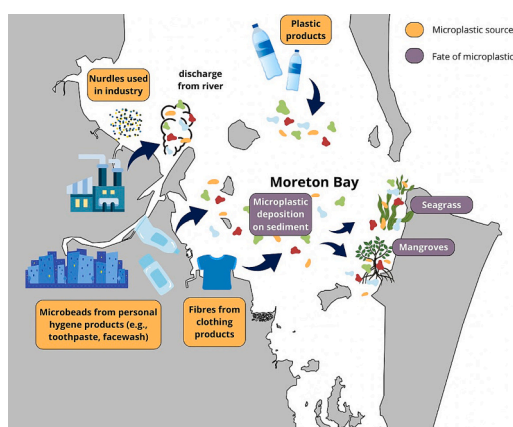 Plastic
products
Microplastic source
Fate of microplastic
Nurdles used
in industry
discharge
from river
Moreton Bay
Microplastic
deposition
on sediment
Seagrass
Mangroves
Microbeads from personal
hygene products (e.g.,
toothpaste, facewash)
Fibres from
clothing
products